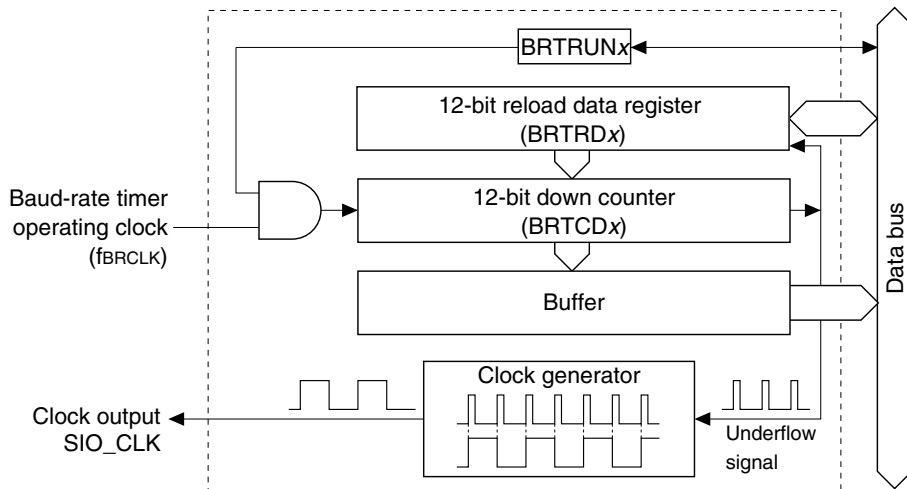 BRTRUNx
12-bit reload data register
(BRTRDx)
Baud-rate timer
operating clock
(fBRCLK)
12-bit down counter
(BRTCDx)
Data bus
Buffer
Clock generator
Clock output
SIO_CLK
Underflow
signal